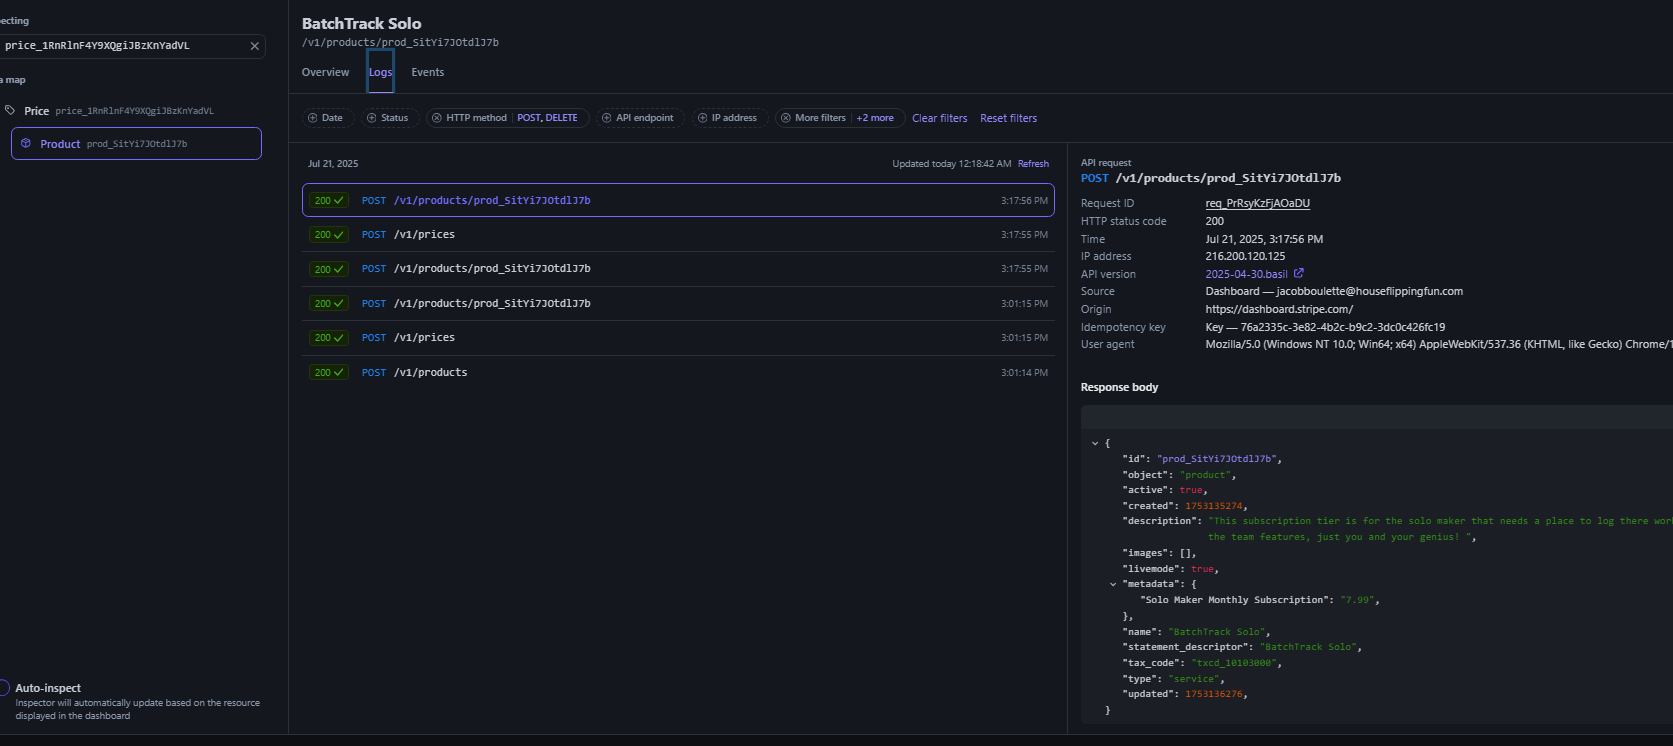 pecting
price_1RnRlnF4Y9XQgiJBzKnYadVL
a map
Price price_1RnRlnF4Y9XQgiJBzKnYadVL
Product prod_SitYi7JOtdlJ7b
Auto-inspect
Inspector will automatically update based on the resource
displayed in the dashboard
BatchTrack Solo
/v1/products/prod_SitYi7JOtdlJ7b
Overview Logs Events
Date Status HTTP method POST, DELETE API endpoint IP address More filters +2 more Clear filters Reset filters
Jul 21, 2025 Updated today 12:18:42 AM Refresh
200 POST /v1/products/prod_SitYi7JOtdlJ7b 3:17:56 PM
200 POST /v1/prices 3:17:55 PM
200 POST /v1/products/prod_SitYi7JOtdlJ7b 3:17:55 PM
200 POST /v1/products/prod_SitYi7JOtdlJ7b 3:01:15 PM
200 POST /v1/prices 3:01:15 PM
200 POST /v1/products 3:01:14 PM
API request
POST /v1/products/prod_SitYi7JOtdlJ7b
Request ID req_PrRsyKzFjAOaDU
HTTP status code 200
Time Jul 21, 2025, 3:17:56 PM
IP address 216.200.120.125
API version 2025-04-30.basil
Source Dashboard — jacobboulette@houseflippingfun.com
Origin https://dashboard.stripe.com/
Idempotency key Key — 76a2335c-3e82-4b2c-b9c2-3dc0c426fc19
User agent Mozilla/5.0 (Windows NT 10.0; Win64; x64) AppleWebKit/537.36 (KHTML, like Gecko) Chrome/1
Response body
{
"id": "prod_SitYi7JOtdlJ7b",
"object": "product",
"active": true,
"created": 1753135274,
"description": "This subscription tier is for the solo maker that needs a place to log there wor
the team features, just you and your genius! ",
"images": [],
"livemode": true,
"metadata": {
"Solo Maker Monthly Subscription": "7.99",
},
"name": "BatchTrack Solo",
"statement_descriptor": "BatchTrack Solo",
"tax_code": "txcd_10103000",
"type": "service",
"updated": 1753136276,
}